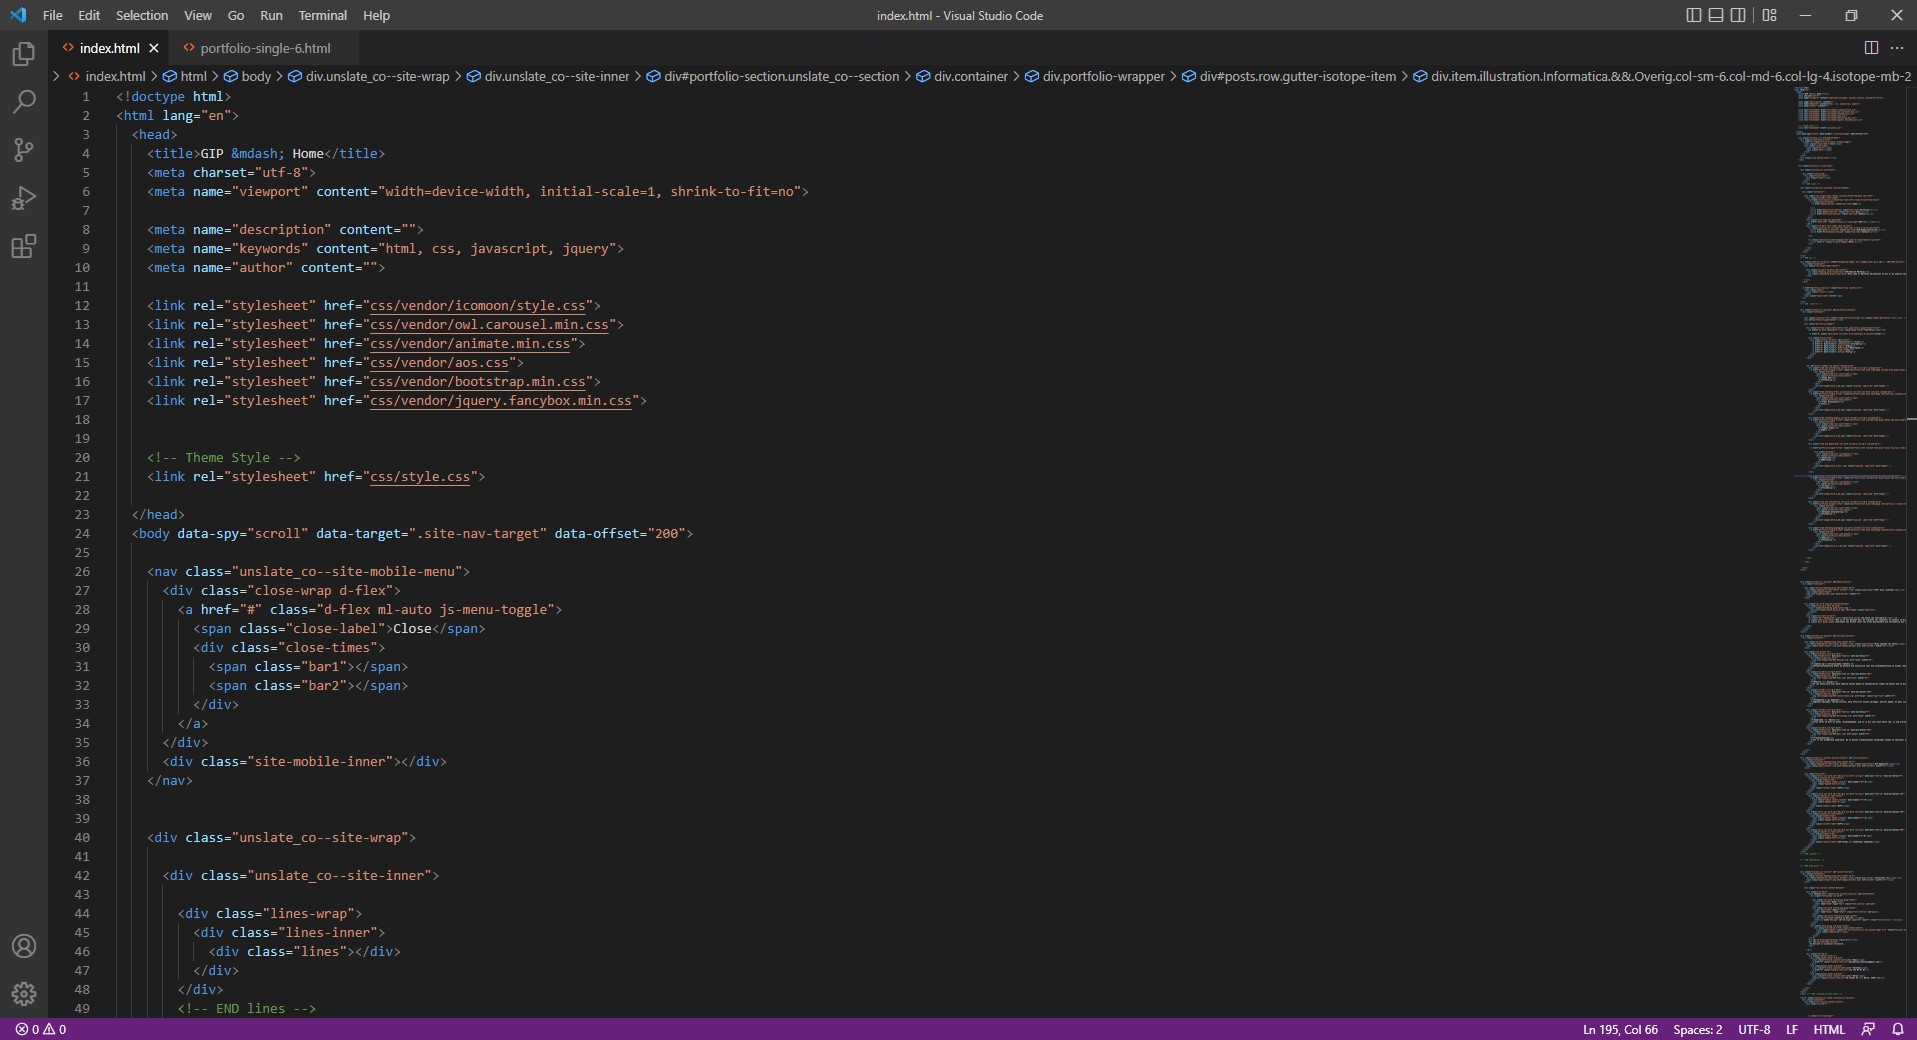 File Edit Selection View Go Run Terminal Help
index.html - Visual Studio Code
index.html
portfolio-single-6.html
index.html > html > body > div.unslate_co--site-wrap > div.unslate_co--site-inner > div#portfolio-section.unslate_co--section > div.container > div.portfolio-wrapper > div#posts.row.gutter-isotope-item > div.item.illustration.Informatica.&&.Overig.col-sm-6.col-md-6.col-lg-4.isotope-mb-2
1 <!doctype html>
2 <html lang="en">
3 <head>
4 <title>GIP &mdash; Home</title>
5 <meta charset="utf-8">
6 <meta name="viewport" content="width=device-width, initial-scale=1, shrink-to-fit=no">
7
8 <meta name="description" content="">
9 <meta name="keywords" content="html, css, javascript, jquery">
10 <meta name="author" content="">
11
12 <link rel="stylesheet" href="css/vendor/icomoon/style.css">
13 <link rel="stylesheet" href="css/vendor/owl.carousel.min.css">
14 <link rel="stylesheet" href="css/vendor/animate.min.css">
15 <link rel="stylesheet" href="css/vendor/aos.css">
16 <link rel="stylesheet" href="css/vendor/bootstrap.min.css">
17 <link rel="stylesheet" href="css/vendor/jquery.fancybox.min.css">
18
19
20 <!-- Theme Style -->
21 <link rel="stylesheet" href="css/style.css">
22
23 </head>
24 <body data-spy="scroll" data-target=".site-nav-target" data-offset="200">
25
26 <nav class="unslate_co--site-mobile-menu">
27 <div class="close-wrap d-flex">
28 <a href="#" class="d-flex ml-auto js-menu-toggle">
29 <span class="close-label">Close</span>
30 <div class="close-times">
31 <span class="bar1"></span>
32 <span class="bar2"></span>
33 </div>
34 </a>
35 </div>
36 <div class="site-mobile-inner"></div>
37 </nav>
38
39
40 <div class="unslate_co--site-wrap">
41
42 <div class="unslate_co--site-inner">
43
44 <div class="lines-wrap">
45 <div class="lines-inner">
46 <div class="lines"></div>
47 </div>
48 </div>
49 <!-- END lines -->
0 0
Ln 195, Col 66 Spaces: 2 UTF-8 LF HTML